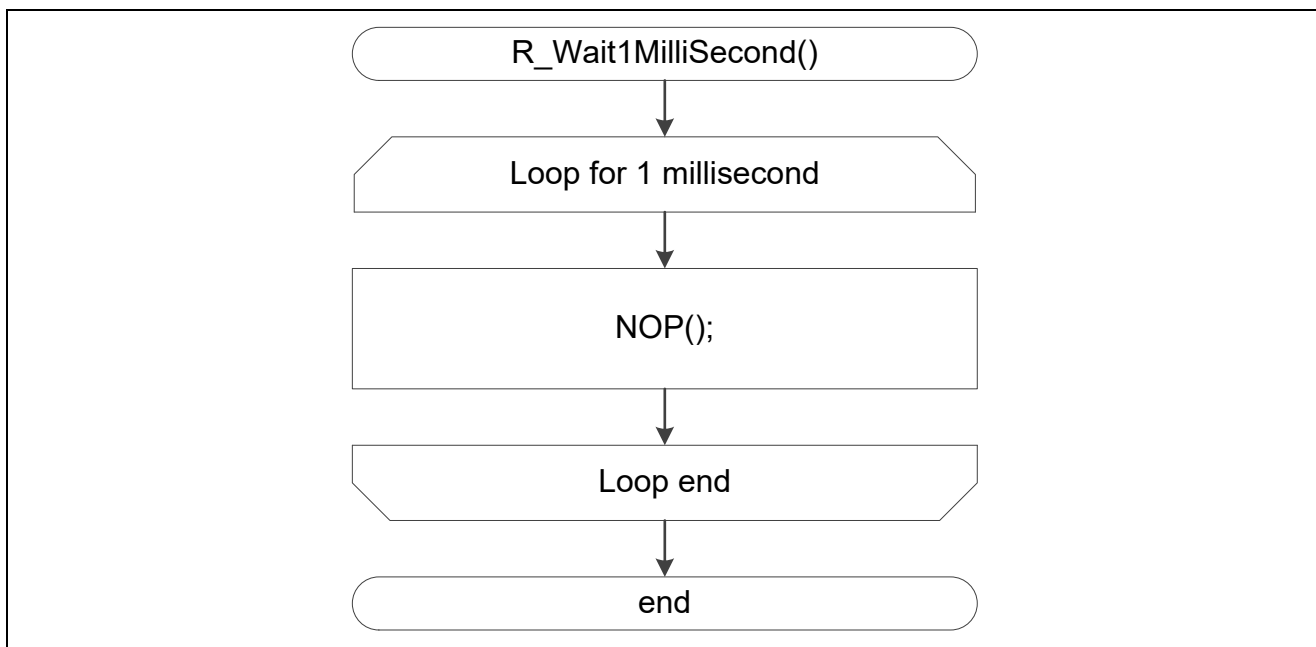 R_Wait1MilliSecond()
Loop for 1 millisecond
NOP();
Loop end
end